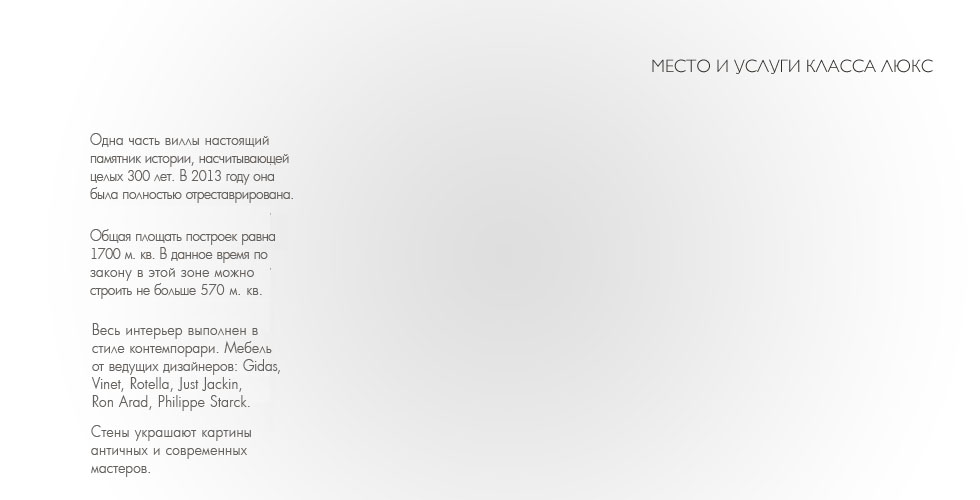 МЕСТО И УСЛУГИ КЛАССА ЛЮКС
Одна часть виллы настоящий
памятник истории, насчитывающей
целых 300 лет. В 2013 году она
была полностью отреставрирована.
Общая площать построек равна
1700 м. кв. В данное время по
закону в этой зоне можно
строить не больше 570 м. кв.
Весь интерьер выполнен в
стиле контемпорари. Мебель
от ведущих дизайнеров: Gidas,
Vinet, Rotella, Just Jackin,
Ron Arad, Philippe Starck.
Стены украшают картины
античных и современных
мастеров.